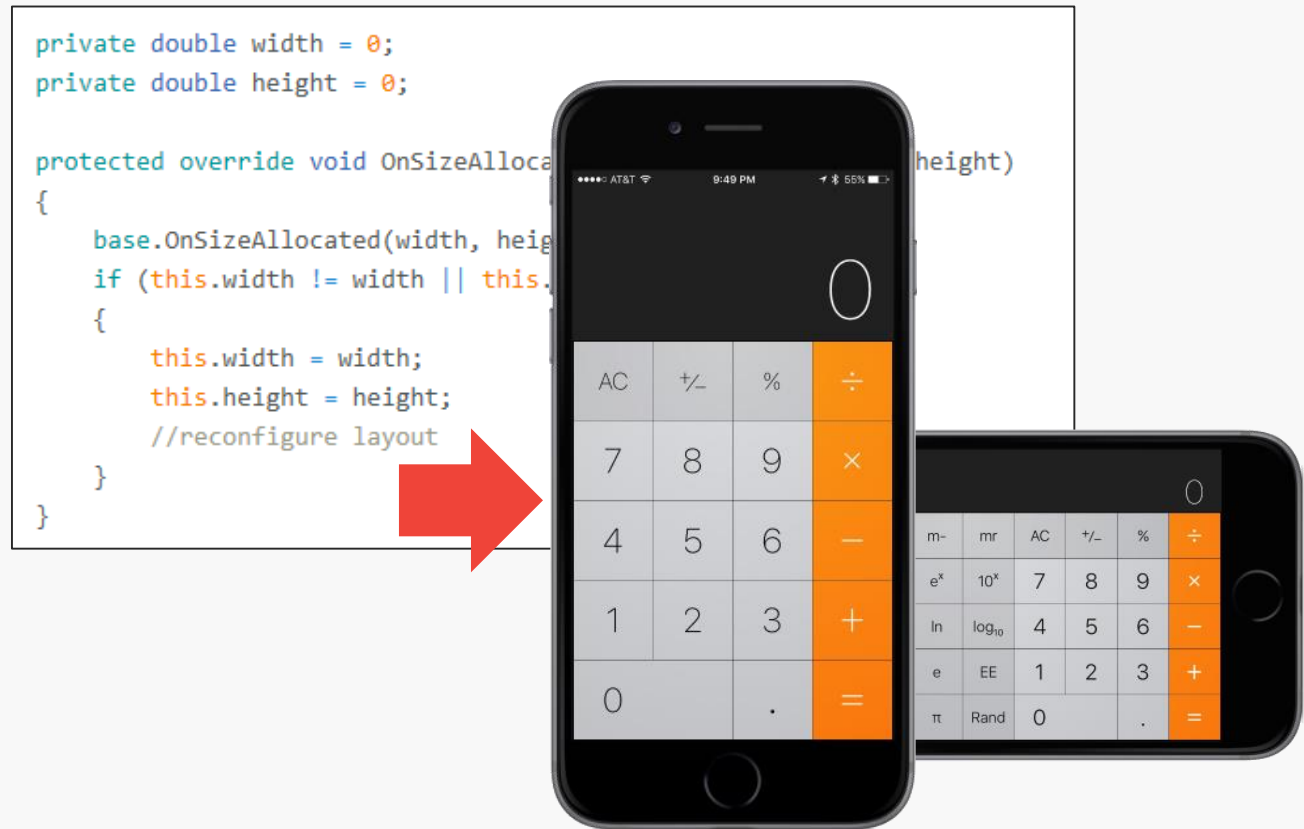 private double width = 0;
private double height = 0;
protected override void OnSizeAlloca height)
{
base.OnSizeAllocated(width, heig
if (this.width != width || this.
{
this.width = width;
this.height = height;
//reconfigure layout
}
}
AT&T 9:49 PM 55%
0
AC +/− % ÷
7 8 9 ×
4 5 6 −
1 2 3 +
0 . =
0
m- mr AC +/− % ÷
eˣ 10ˣ 7 8 9 ×
ln log₁₀ 4 5 6 −
e EE 1 2 3 +
π Rand 0 . =